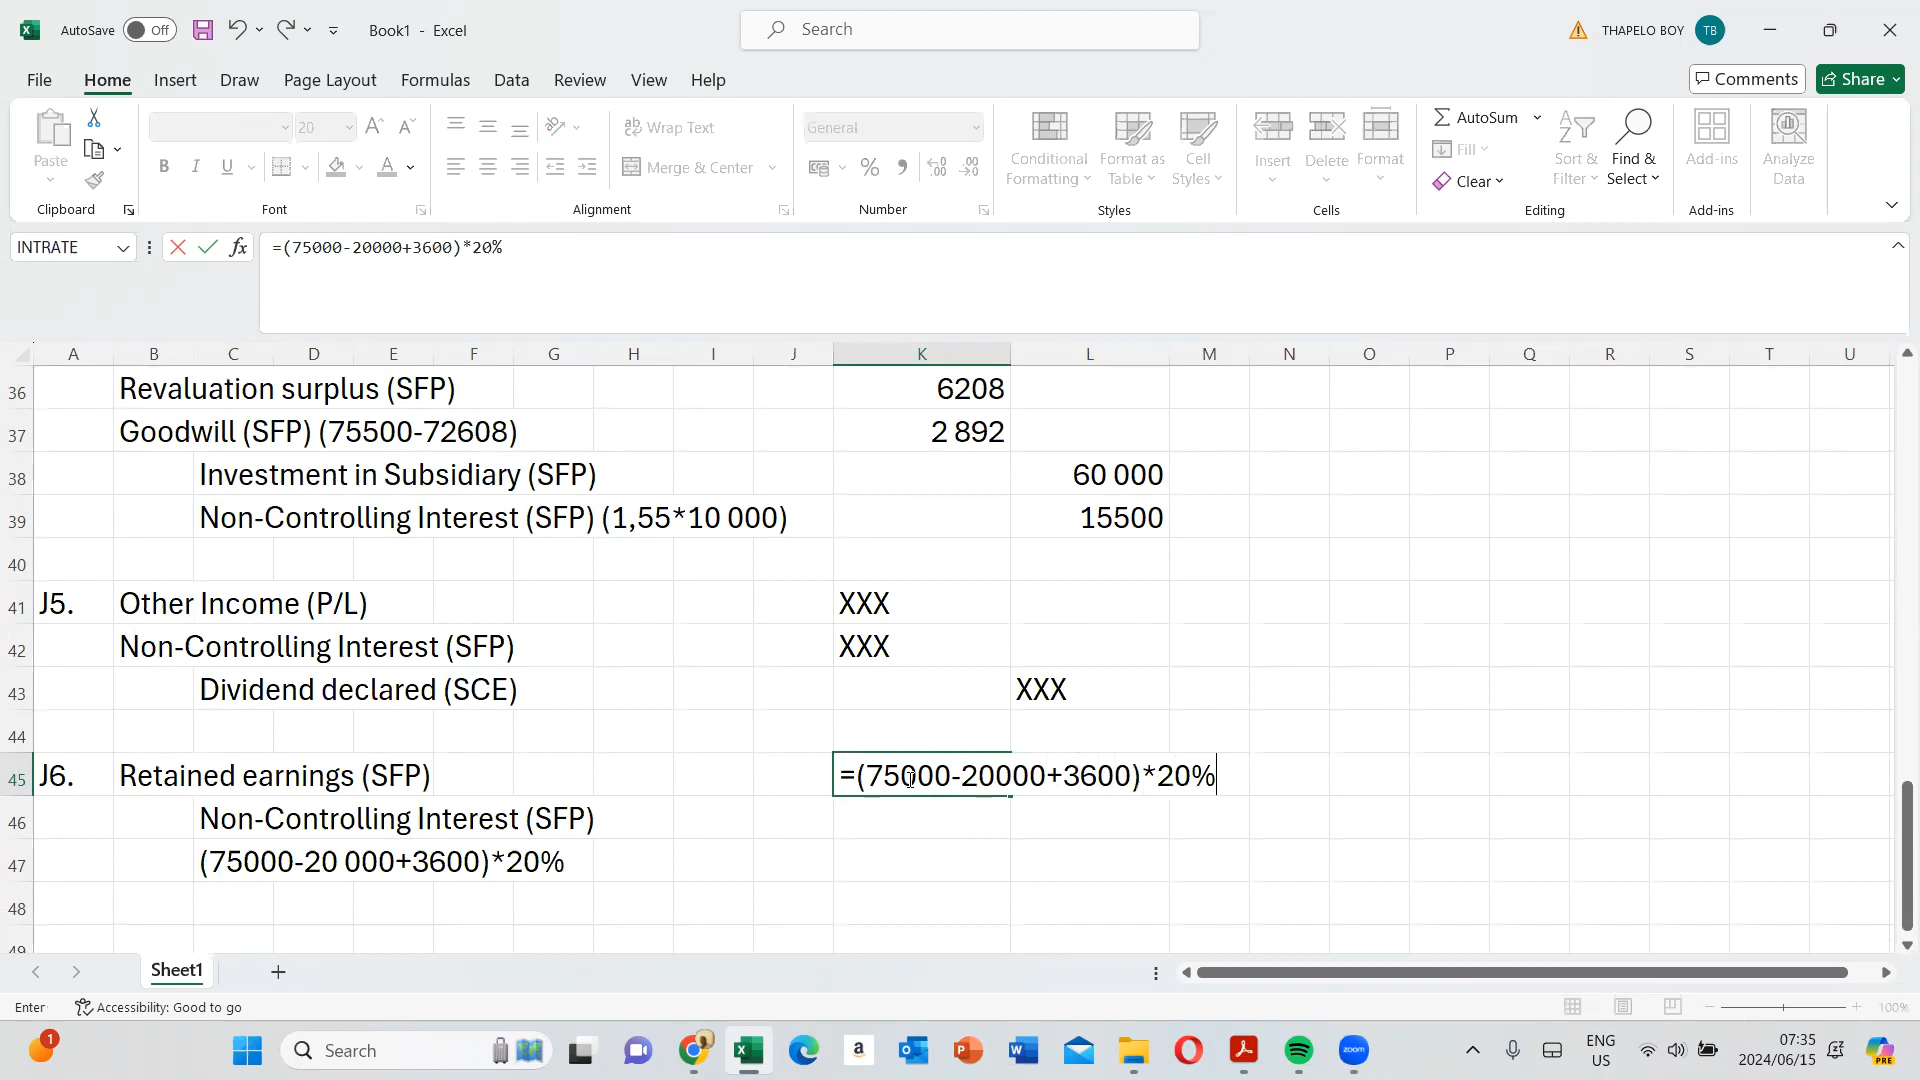 AutoSave Off Book1 - Excel Search THAPELO BOY TB
File Home Insert Draw Page Layout Formulas Data Review View Help Comments Share
Paste 20 Wrap Text General Conditional Formatting Format as Table Cell Styles Insert Delete Format AutoSum Fill Clear Sort & Filter Find & Select Add-ins Analyze Data
B I U Merge & Center
Clipboard Font Alignment Number Styles Cells Editing Add-ins
INTRATE fx =(75000-20000+3600)*20%
A B C D E F G H I J K L M N O P Q R S T U
36 Revaluation surplus (SFP) 6208
37 Goodwill (SFP) (75500-72608) 2 892
38 Investment in Subsidiary (SFP) 60 000
39 Non-Controlling Interest (SFP) (1,55*10 000) 15500
40
41 J5. Other Income (P/L) XXX
42 Non-Controlling Interest (SFP) XXX
43 Dividend declared (SCE) XXX
44
45 J6. Retained earnings (SFP) =(75000-20000+3600)*20%
46 Non-Controlling Interest (SFP)
47 (75000-20 000+3600)*20%
48
49
Sheet1
Enter Accessibility: Good to go 100%
1 Search zoom ENG US 07:35 2024/06/15 PRE